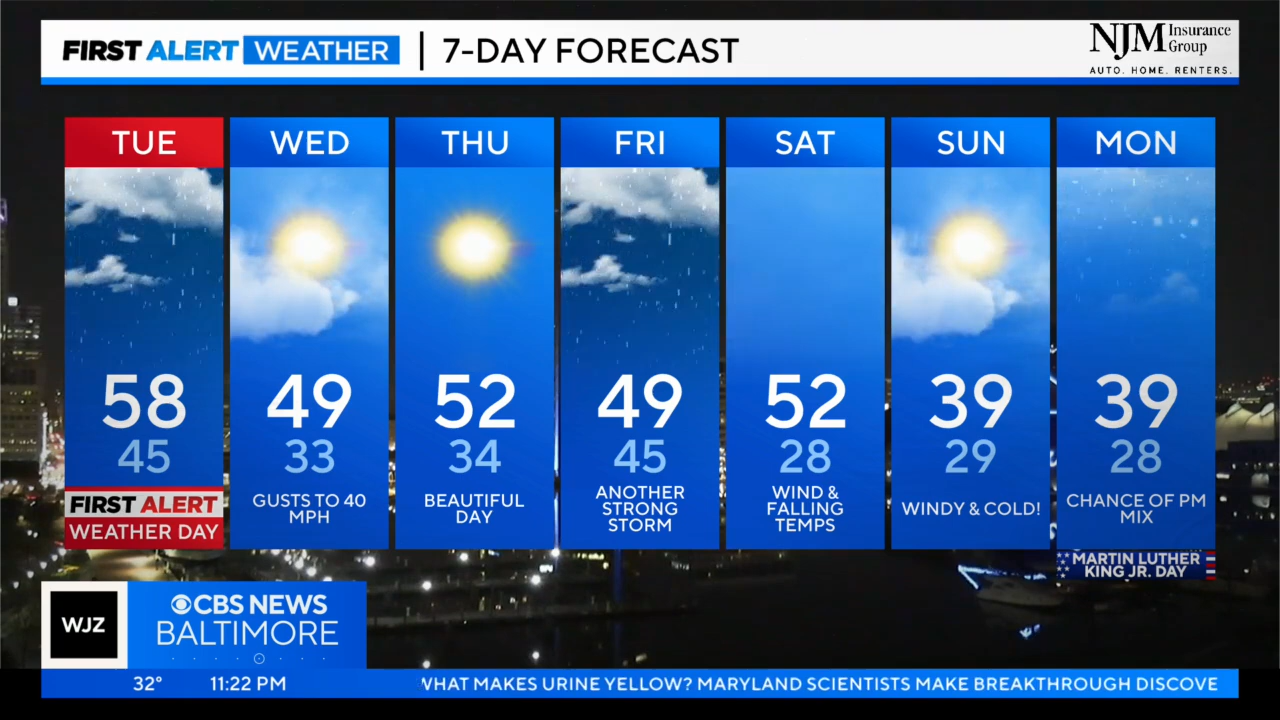 FIRST ALERT WEATHER | 7-DAY FORECAST
NJM Insurance Group
AUTO. HOME. RENTERS.
TUE
58
45
FIRST ALERT
WEATHER DAY
WED
49
33
GUSTS TO 40
MPH
THU
52
34
BEAUTIFUL
DAY
FRI
49
45
ANOTHER
STRONG
STORM
SAT
52
28
WIND &
FALLING
TEMPS
SUN
39
29
WINDY & COLD!
MON
39
28
CHANCE OF PM
MIX
MARTIN LUTHER
KING JR. DAY
WJZ
CBS NEWS
BALTIMORE
32° 11:22 PM WHAT MAKES URINE YELLOW? MARYLAND SCIENTISTS MAKE BREAKTHROUGH DISCOVE